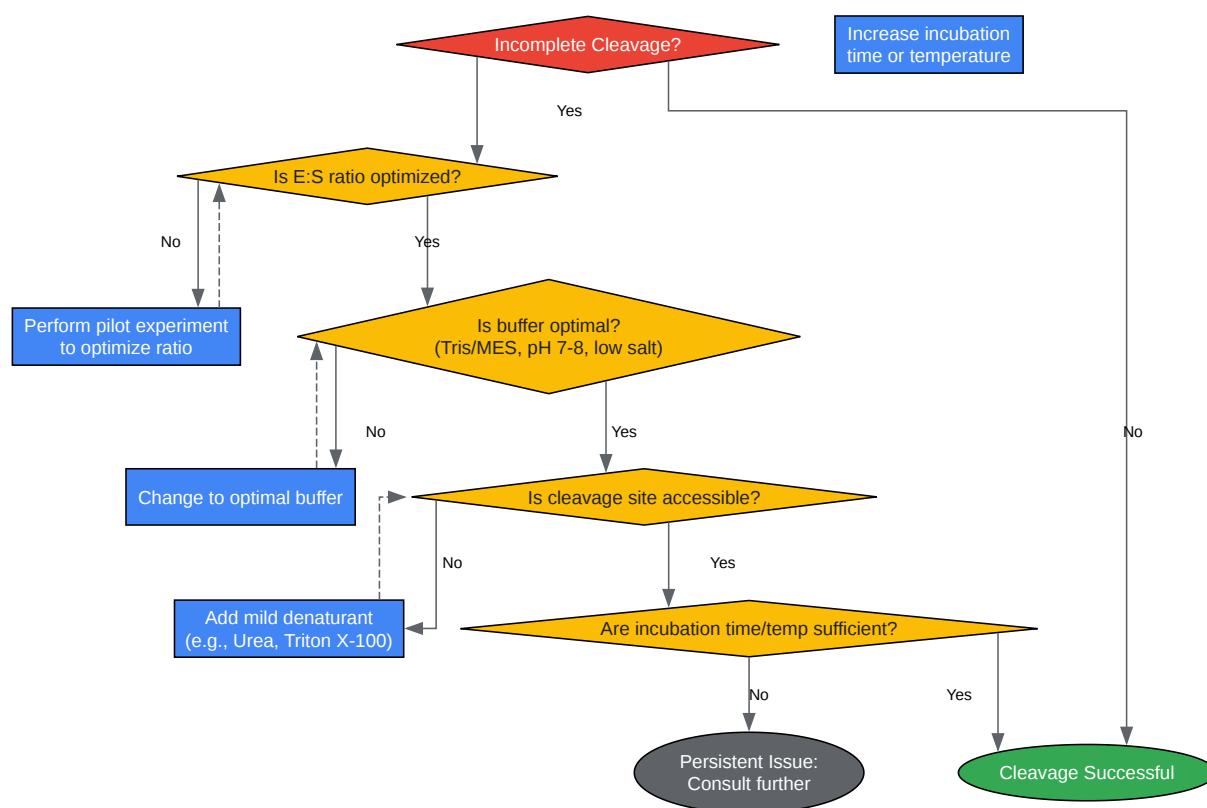 Incomplete Cleavage?
Increase incubation
time or temperature
Yes
Is E:S ratio optimized?
No
Yes
Perform pilot experiment
to optimize ratio
Is buffer optimal?
(Tris/MES, pH 7-8, low salt)
No
Yes
No
Change to optimal buffer
Is cleavage site accessible?
No
Yes
Add mild denaturant
(e.g., Urea, Triton X-100)
Are incubation time/temp sufficient?
No
Yes
Persistent Issue:
Consult further
Cleavage Successful